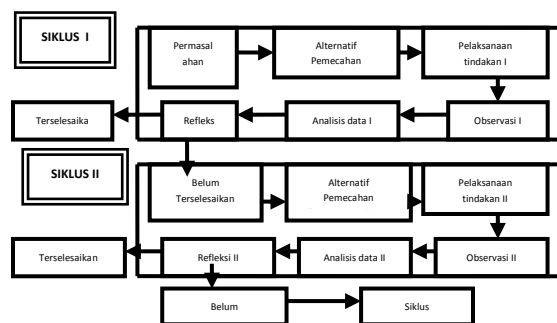 SIKLUS I
Permasal
ahan
Alternatif
Pemecahan
Pelaksanaan
tindakan I
Terselesaika
Refleks
Analisis data I
Observasi I
SIKLUS II
Belum
Terselesaikan
Alternatif
Pemecahan
Pelaksanaan
tindakan II
Terselesaikan
Refleksi II
Analisis data II
Observasi II
Belum
Siklus